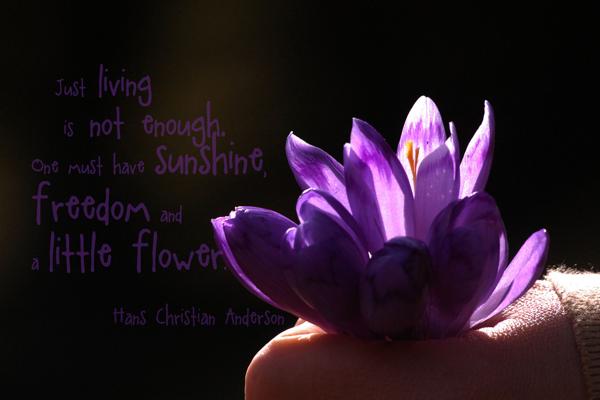 Just living
is not enough.
One must have sunshine,
freedom and
a little flower.
Hans Christian Anderson